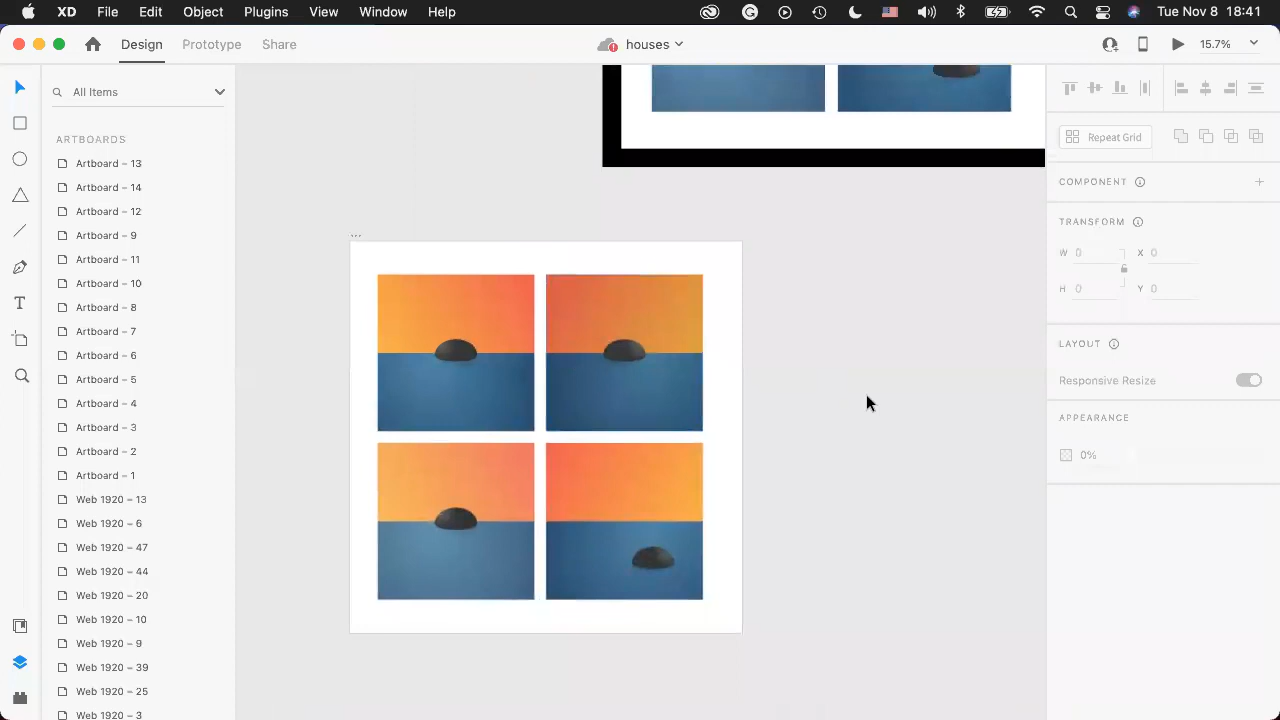 XD File Edit Object Plugins View Window Help Tue Nov 8 18:41
Design Prototype Share houses 15.7%
All Items
ARTBOARDS
Artboard – 13
Artboard – 14
Artboard – 12
Artboard – 9
Artboard – 11
Artboard – 10
Artboard – 8
Artboard – 7
Artboard – 6
Artboard – 5
Artboard – 4
Artboard – 3
Artboard – 2
Artboard – 1
Web 1920 – 13
Web 1920 – 6
Web 1920 – 47
Web 1920 – 44
Web 1920 – 20
Web 1920 – 10
Web 1920 – 9
Web 1920 – 39
Web 1920 – 25
Web 1920 – 3
...
Repeat Grid
COMPONENT
TRANSFORM
W 0 X 0
H 0 Y 0
LAYOUT
Responsive Resize
APPEARANCE
0%